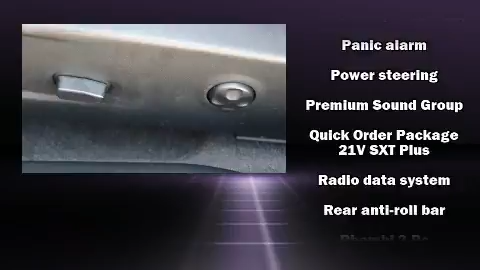 Panic alarm
Power steering
Premium Sound Group
Quick Order Package
21V SXT Plus
Radio data system
Rear anti-roll bar